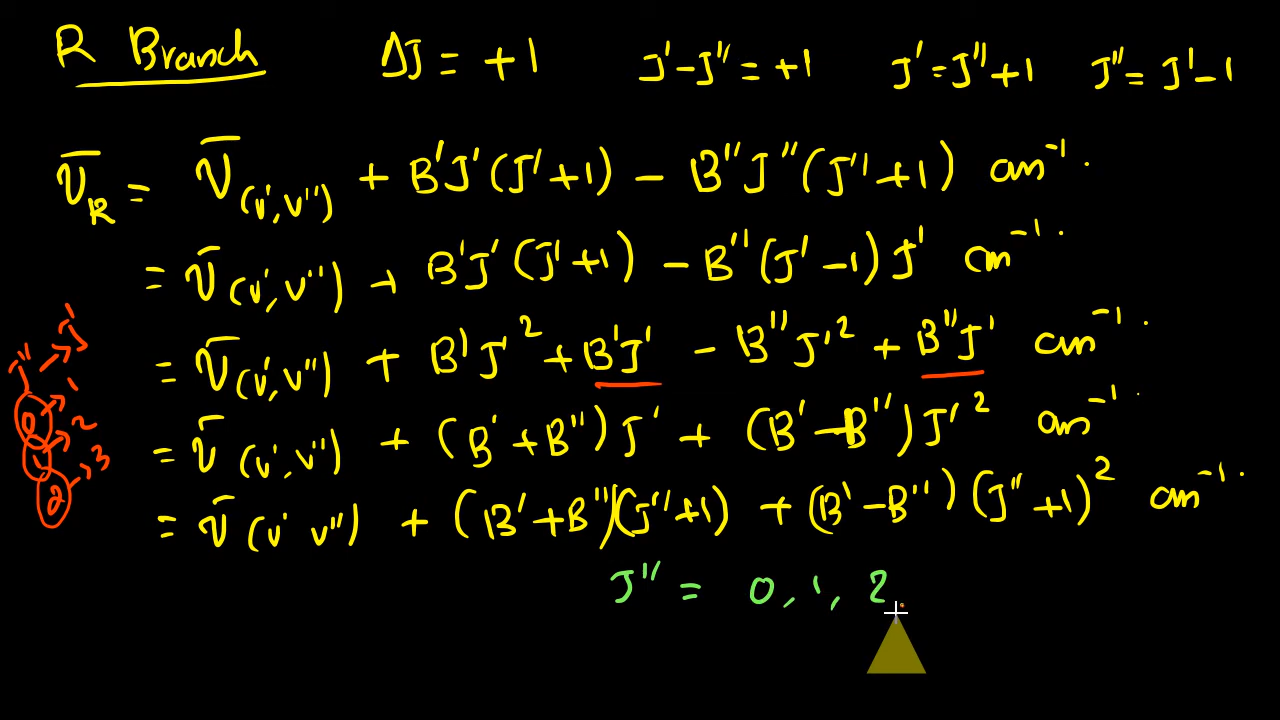 R Branch ΔJ = +1 J'-J" = +1 J' = J"+1 J" = J'-1
ν̄_R = ν̄_(v',v") + B'J'(J'+1) - B"J"(J"+1) cm⁻¹.
= ν̄_(v',v") + B'J'(J'+1) - B"(J'-1)J' cm⁻¹.
= ν̄_(v',v") + B'J'² + B'J' - B"J'² + B"J' cm⁻¹.
= ν̄_(v',v") + (B'+B")J' + (B'-B")J'² cm⁻¹.
= ν̄_(v' v") + (B'+B")(J"+1) + (B'-B")(J"+1)² cm⁻¹.
J" = 0, 1, 2,
J" → J'
0 → 1
1 → 2
2 → 3